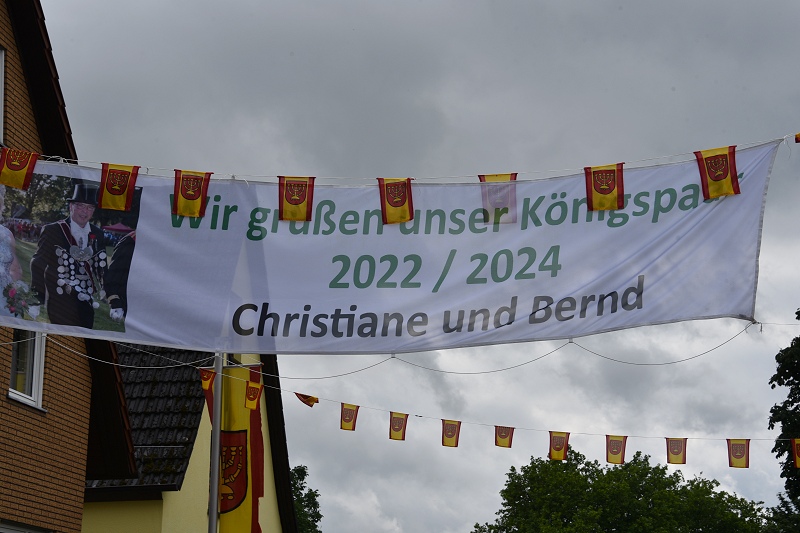 Wir grüßen unser Königspaar
2022 / 2024
Christiane und Bernd